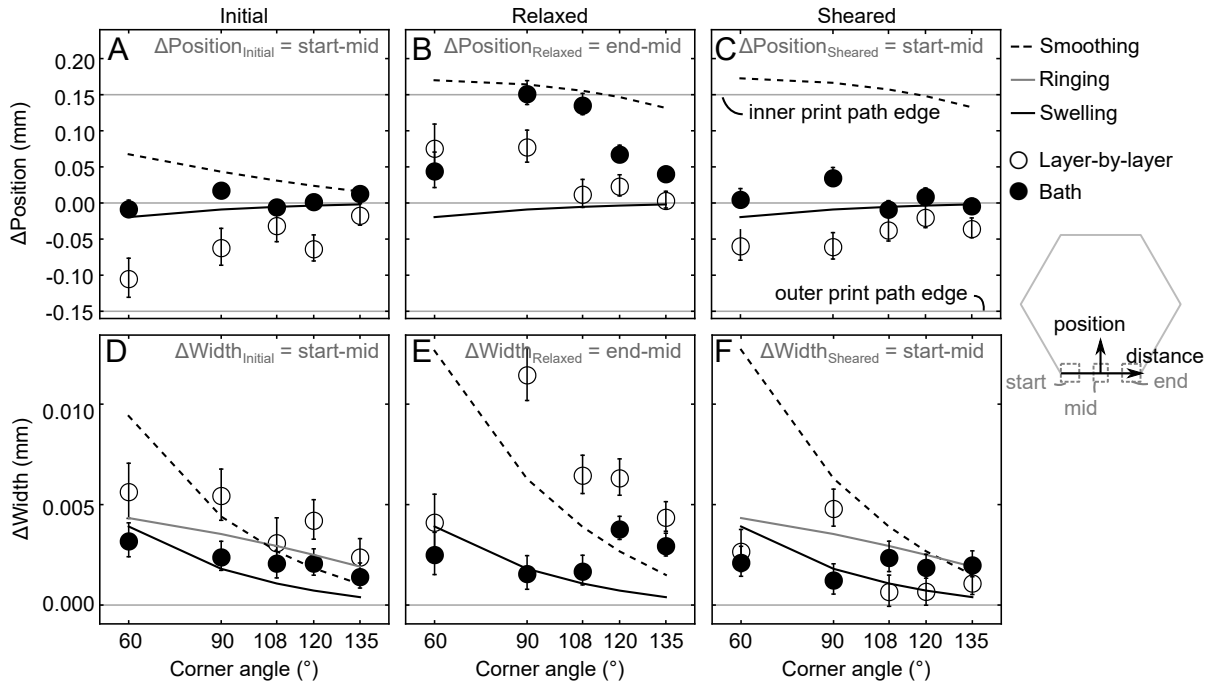 Initial
Relaxed
Sheared
A
ΔPosition_Initial = start-mid
B
ΔPosition_Relaxed = end-mid
C
ΔPosition_Sheared = start-mid
0.20
0.15
0.10
0.05
0.00
-0.05
-0.10
-0.15
ΔPosition (mm)
inner print path edge
outer print path edge
Smoothing
Ringing
Swelling
Layer-by-layer
Bath
D
ΔWidth_Initial = start-mid
E
ΔWidth_Relaxed = end-mid
F
ΔWidth_Sheared = start-mid
0.010
0.005
0.000
ΔWidth (mm)
60 90 108 120 135
Corner angle (°)
60 90 108 120 135
Corner angle (°)
60 90 108 120 135
Corner angle (°)
position
distance
start
mid
end